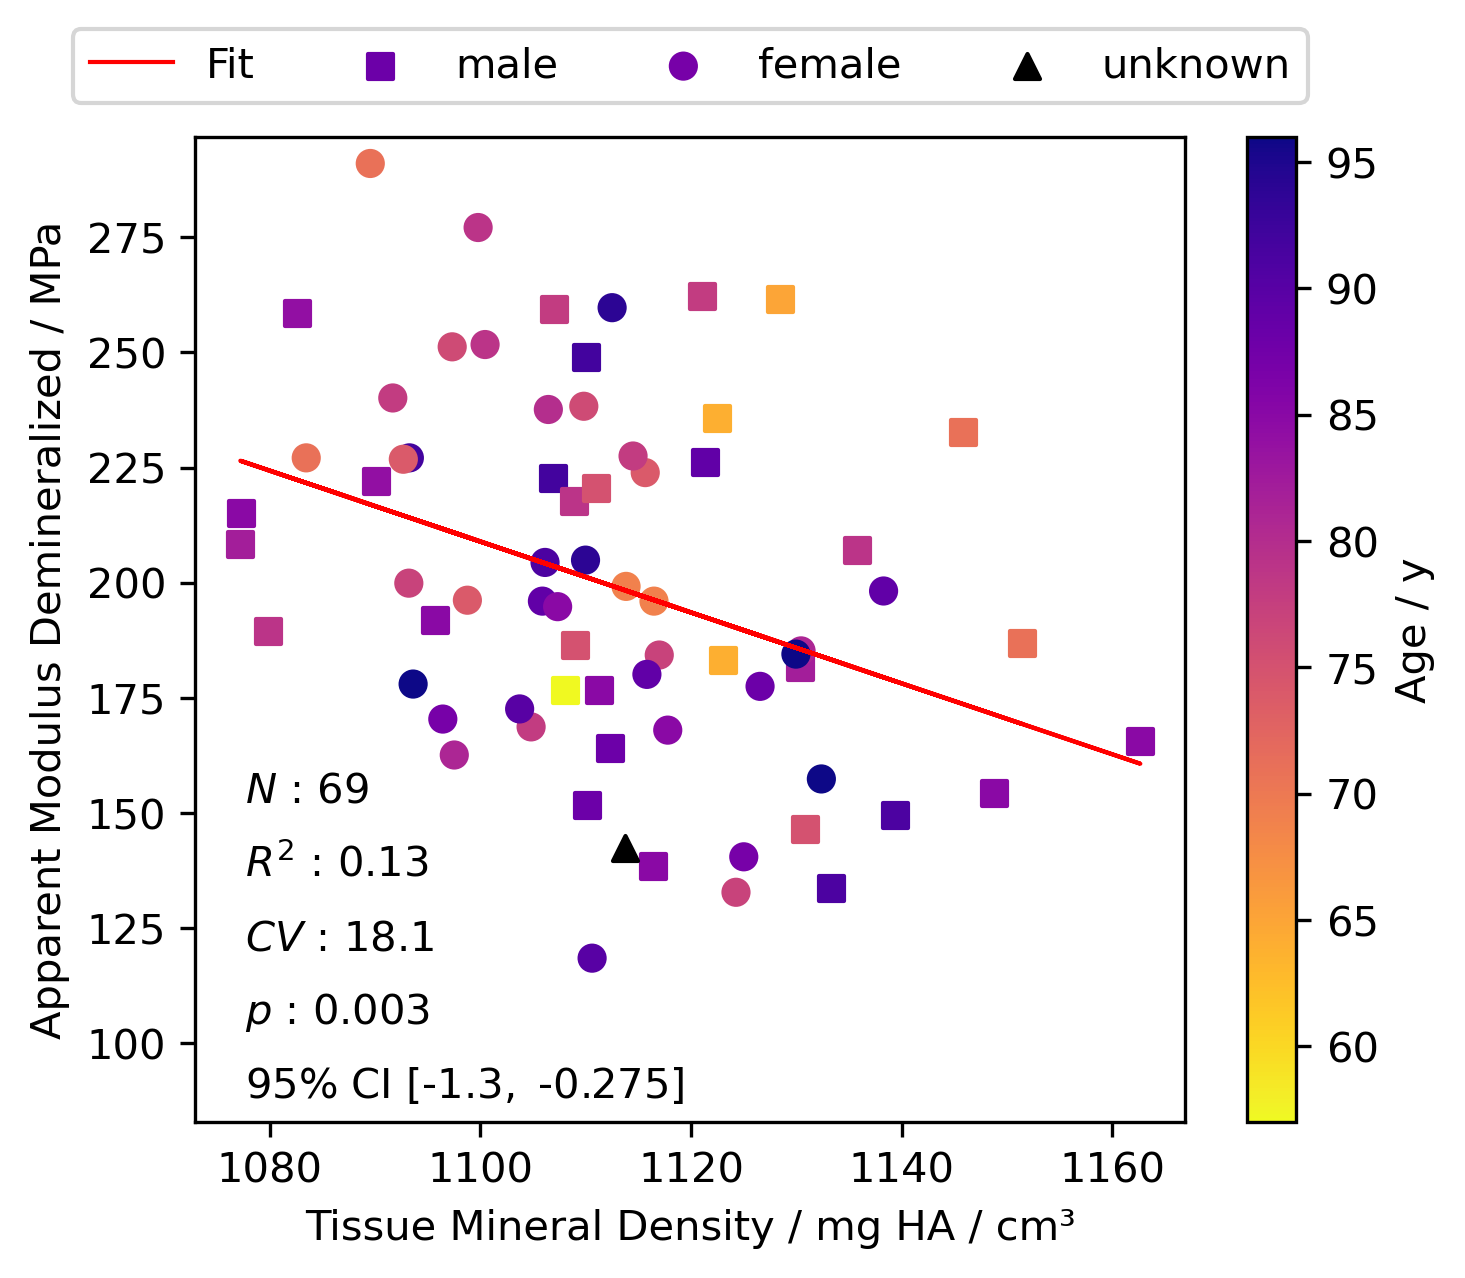 Fit male female unknown
Apparent Modulus Demineralized / MPa
275
250
225
200
175
150
125
100
N : 69
R² : 0.13
CV : 18.1
p : 0.003
95% CI [-1.3, -0.275]
1080 1100 1120 1140 1160
Tissue Mineral Density / mg HA / cm³
95
90
85
80
75
70
65
60
Age / y